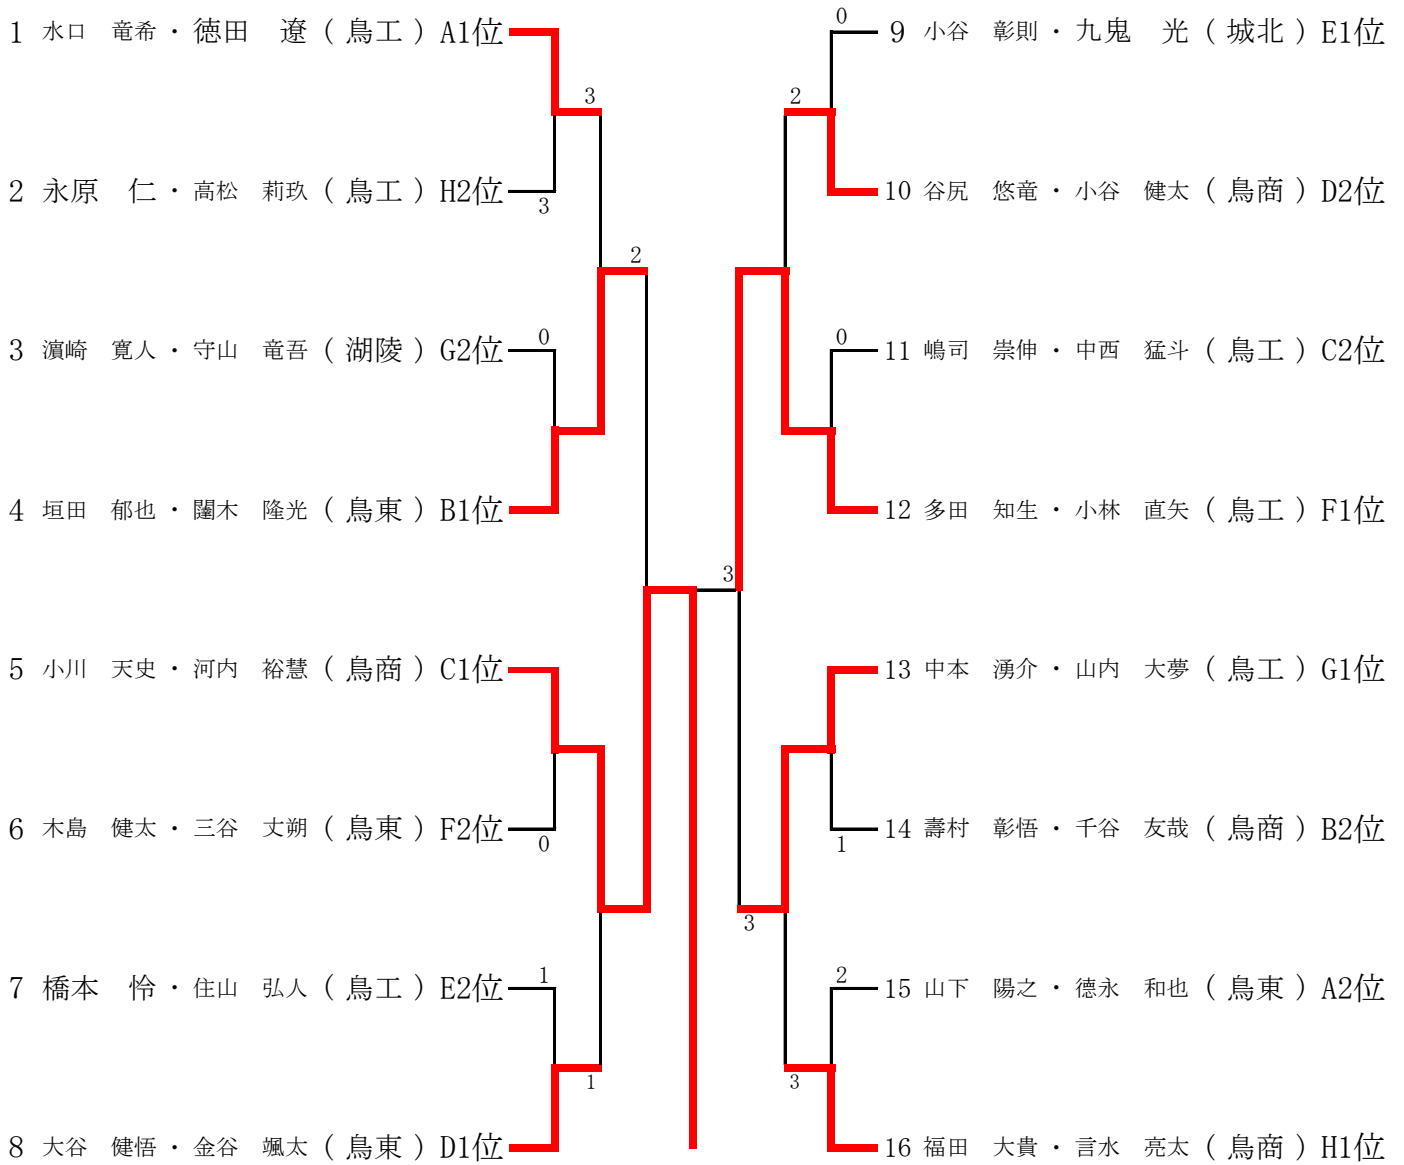 1 水口 竜希 ・ 徳田 遼 ( 鳥工 ) A1位
3
2 永原 仁 ・ 高松 莉玖 ( 鳥工 ) H2位
3
2
3 濵崎 寛人 ・ 守山 竜吾 ( 湖陵 ) G2位
0
4 垣田 郁也 ・ 闔木 隆光 ( 鳥東 ) B1位
5 小川 天史 ・ 河内 裕慧 ( 鳥商 ) C1位
6 木島 健太 ・ 三谷 丈朔 ( 鳥東 ) F2位
0
7 橋本 怜 ・ 住山 弘人 ( 鳥工 ) E2位
1
1
8 大谷 健悟 ・ 金谷 颯太 ( 鳥東 ) D1位
3
0
9 小谷 彰則 ・ 九鬼 光 ( 城北 ) E1位
2
10 谷尻 悠竜 ・ 小谷 健太 ( 鳥商 ) D2位
0
11 嶋司 崇伸 ・ 中西 猛斗 ( 鳥工 ) C2位
12 多田 知生 ・ 小林 直矢 ( 鳥工 ) F1位
13 中本 湧介 ・ 山内 大夢 ( 鳥工 ) G1位
14 壽村 彰悟 ・ 千谷 友哉 ( 鳥商 ) B2位
1
3
2
15 山下 陽之 ・ 德永 和也 ( 鳥東 ) A2位
3
16 福田 大貴 ・ 言水 亮太 ( 鳥商 ) H1位